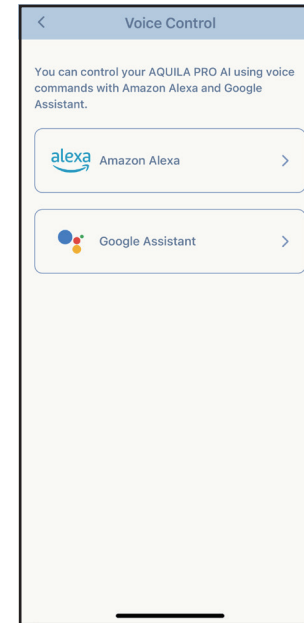 Voice Control
You can control your AQUILA PRO AI using voice
commands with Amazon Alexa and Google
Assistant.
alexa Amazon Alexa
Google Assistant